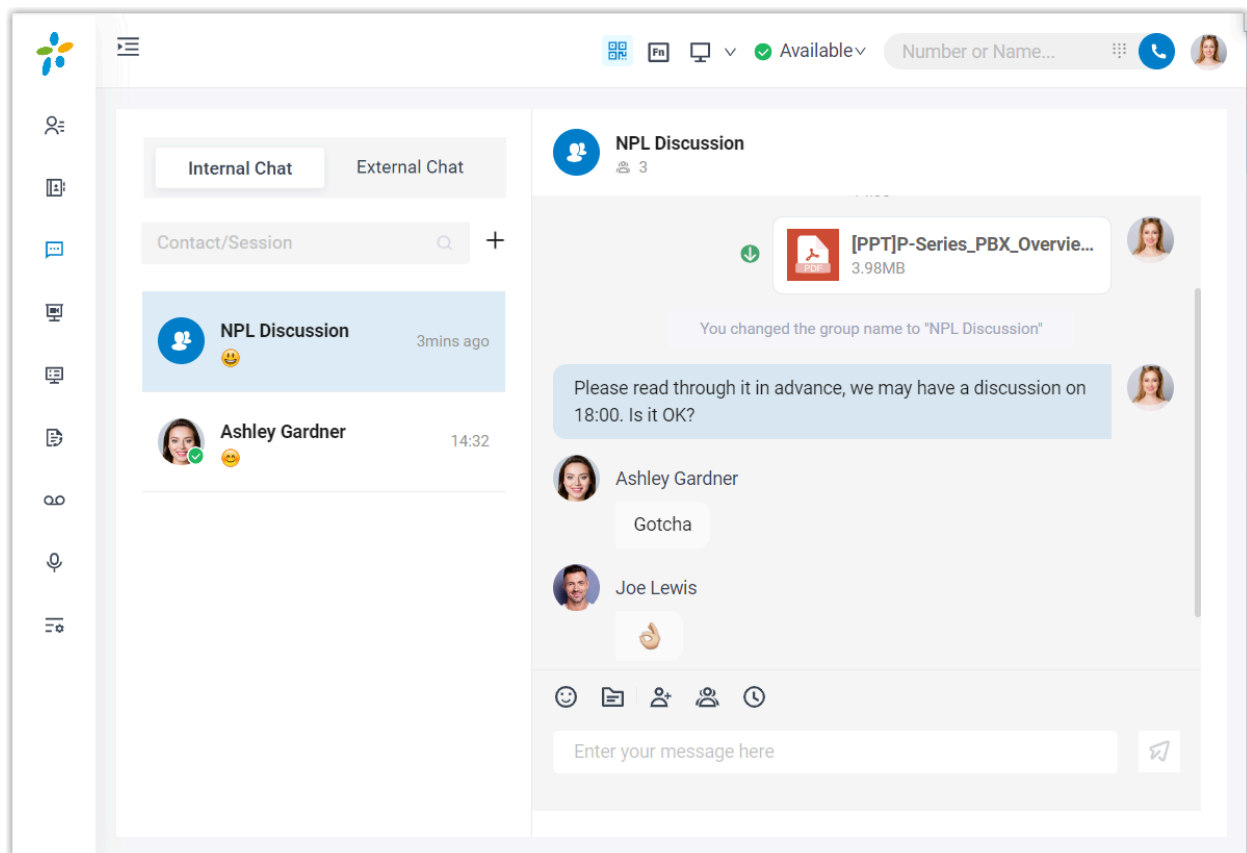 Fn
Available
Number or Name...
Internal Chat
External Chat
Contact/Session
NPL Discussion
3mins ago
Ashley Gardner
14:32
NPL Discussion
3
[PPT]P-Series_PBX_Overvie...
PDF
3.98MB
You changed the group name to "NPL Discussion"
Please read through it in advance, we may have a discussion on
18:00. Is it OK?
Ashley Gardner
Gotcha
Joe Lewis
Enter your message here